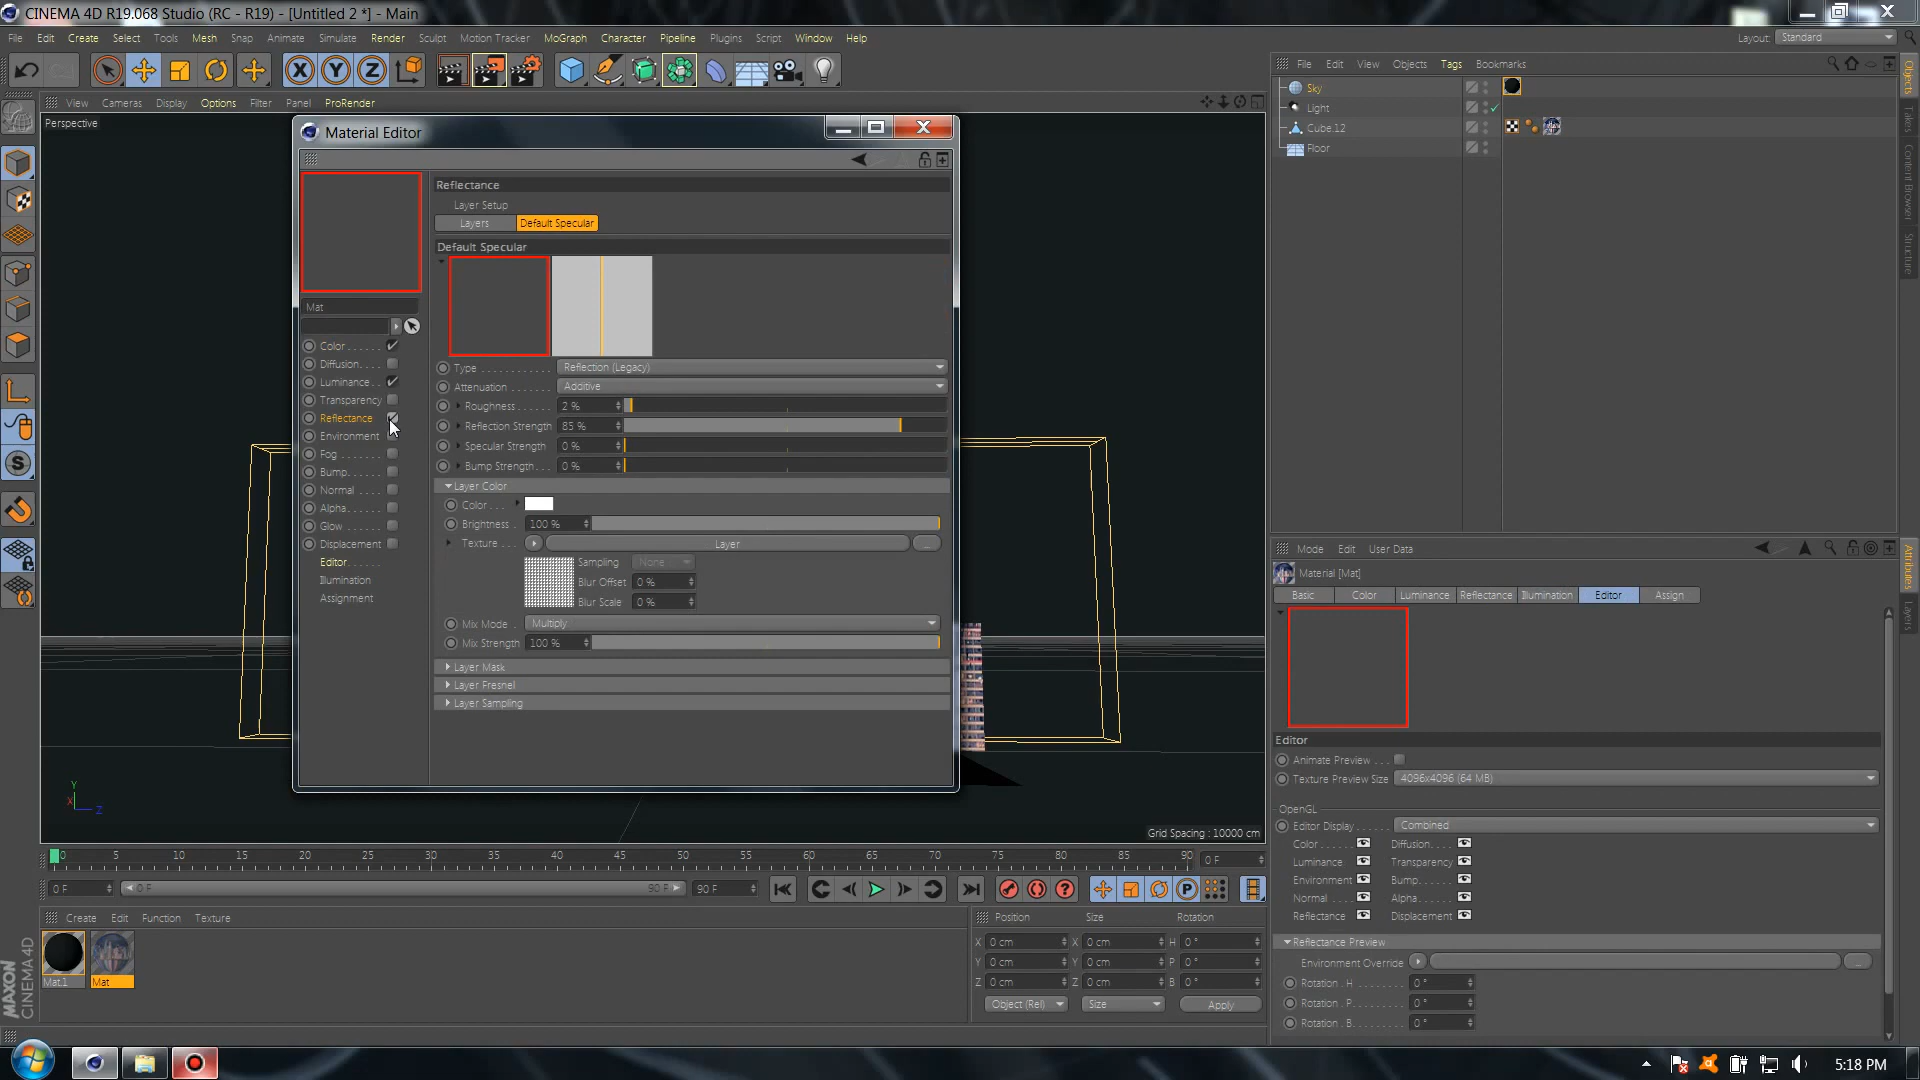 CINEMA 4D R19.068 Studio (RC - R19) - [Untitled 2 *] - Main
File Edit Create Select Tools Mesh Snap Animate Simulate Render Sculpt Motion Tracker MoGraph Character Pipeline Plugins Script Window Help
Layout: Standard
View Cameras Display Options Filter Panel ProRender
File Edit View Objects Tags Bookmarks
Perspective
Sky
Light
Cube.12
Floor
Objects
Takes
Content Browser
Structure
Material Editor
Reflectance
Layer Setup
Layers Default Specular
Default Specular
Mat
Color
Diffusion
Luminance
Transparency
Reflectance
Environment
Fog
Bump
Normal
Alpha
Glow
Displacement
Editor
Illumination
Assignment
Type Reflection (Legacy)
Attenuation Additive
Roughness 2 %
Reflection Strength 85 %
Specular Strength 0 %
Bump Strength 0 %
Layer Color
Color
Brightness 100 %
Texture Layer
Sampling None
Blur Offset 0 %
Blur Scale 0 %
Mix Mode Multiply
Mix Strength 100 %
Layer Mask
Layer Fresnel
Layer Sampling
Mode Edit User Data
Material [Mat]
Basic Color Luminance Reflectance Illumination Editor Assign
Attributes
Layers
Editor
Animate Preview
Texture Preview Size 4096x4096 (64 MB)
OpenGL
Editor Display Combined
Color Diffusion
Luminance Transparency
Environment Bump
Normal Alpha
Reflectance Displacement
Reflectance Preview
Environment Override
Rotation . H 0 °
Rotation . P 0 °
Rotation . B 0 °
Y
X
Z
Grid Spacing : 10000 cm
0 5 10 15 20 25 30 35 40 45 50 55 60 65 70 75 80 85 90 0 F
0 F 0 F 90 F 90 F
Create Edit Function Texture
Mat.1 Mat
Position Size Rotation
X 0 cm X 0 cm H 0 °
Y 0 cm Y 0 cm P 0 °
Z 0 cm Z 0 cm B 0 °
Object (Rel) Size Apply
MAXON
CINEMA 4D
5:18 PM